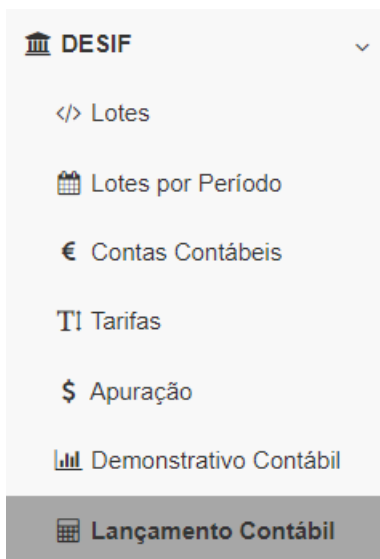 DESIF
Lotes
Lotes por Período
Contas Contábeis
Tarifas
Apuração
Demonstrativo Contábil
Lançamento Contábil